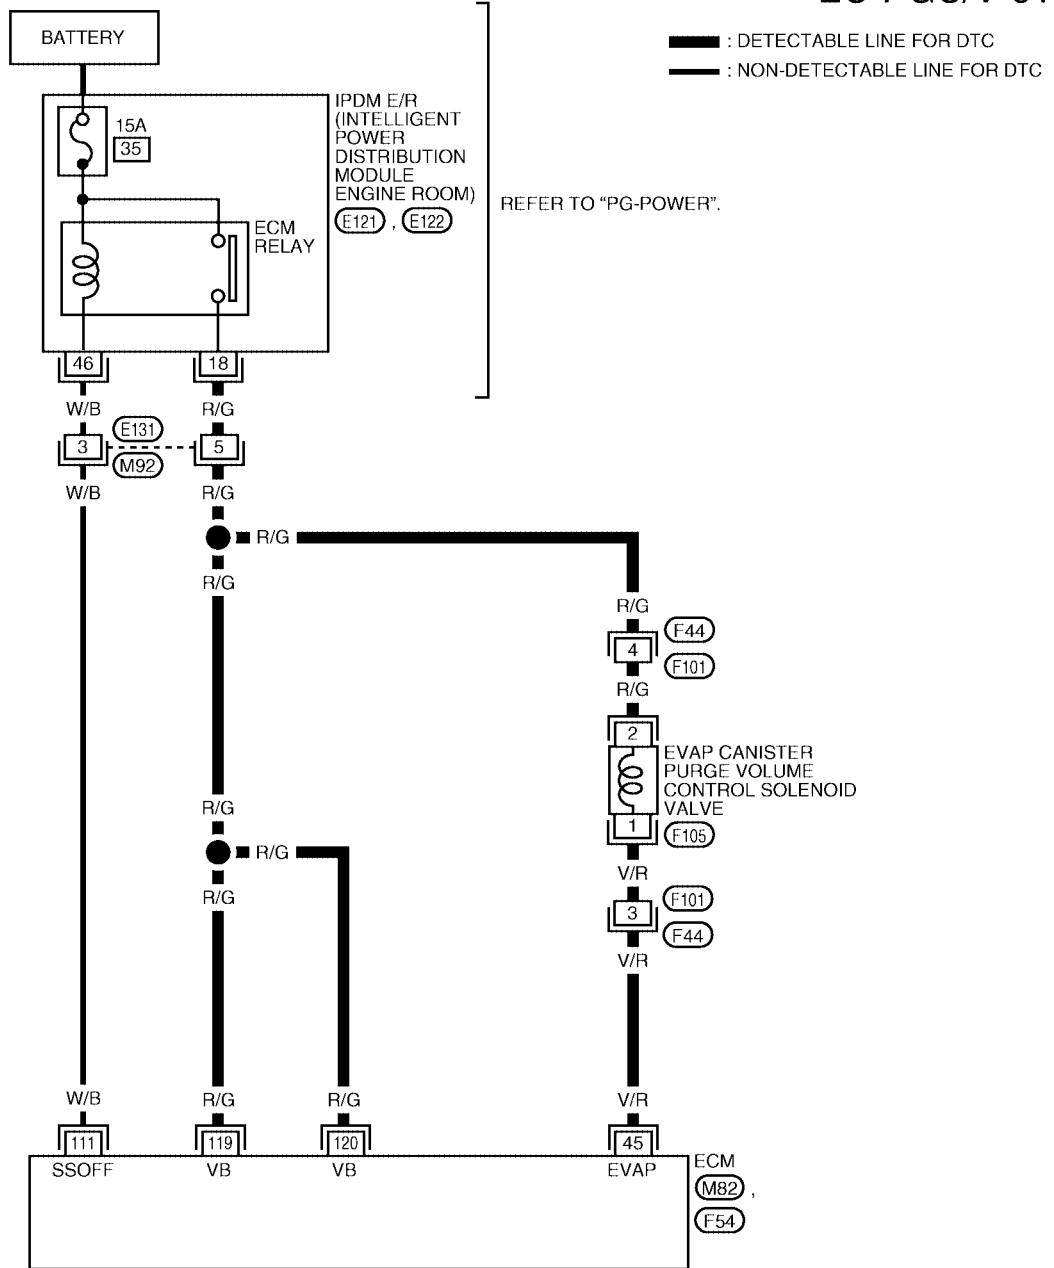 BATTERY
: DETECTABLE LINE FOR DTC
: NON-DETECTABLE LINE FOR DTC
15A
35
IPDM E/R
(INTELLIGENT
POWER
DISTRIBUTION
MODULE
ENGINE ROOM)
E121 , E122
REFER TO “PG-POWER”.
ECM
RELAY
46
18
W/B
R/G
3
E131
M92
5
W/B
R/G
R/G
R/G
R/G
F44
4
F101
R/G
2
EVAP CANISTER
PURGE VOLUME
CONTROL SOLENOID
VALVE
1
F105
R/G
R/G
R/G
V/R
F101
3
F44
V/R
W/B
R/G
R/G
V/R
111
119
120
45
SSOFF
VB
VB
EVAP
ECM
M82 ,
F54